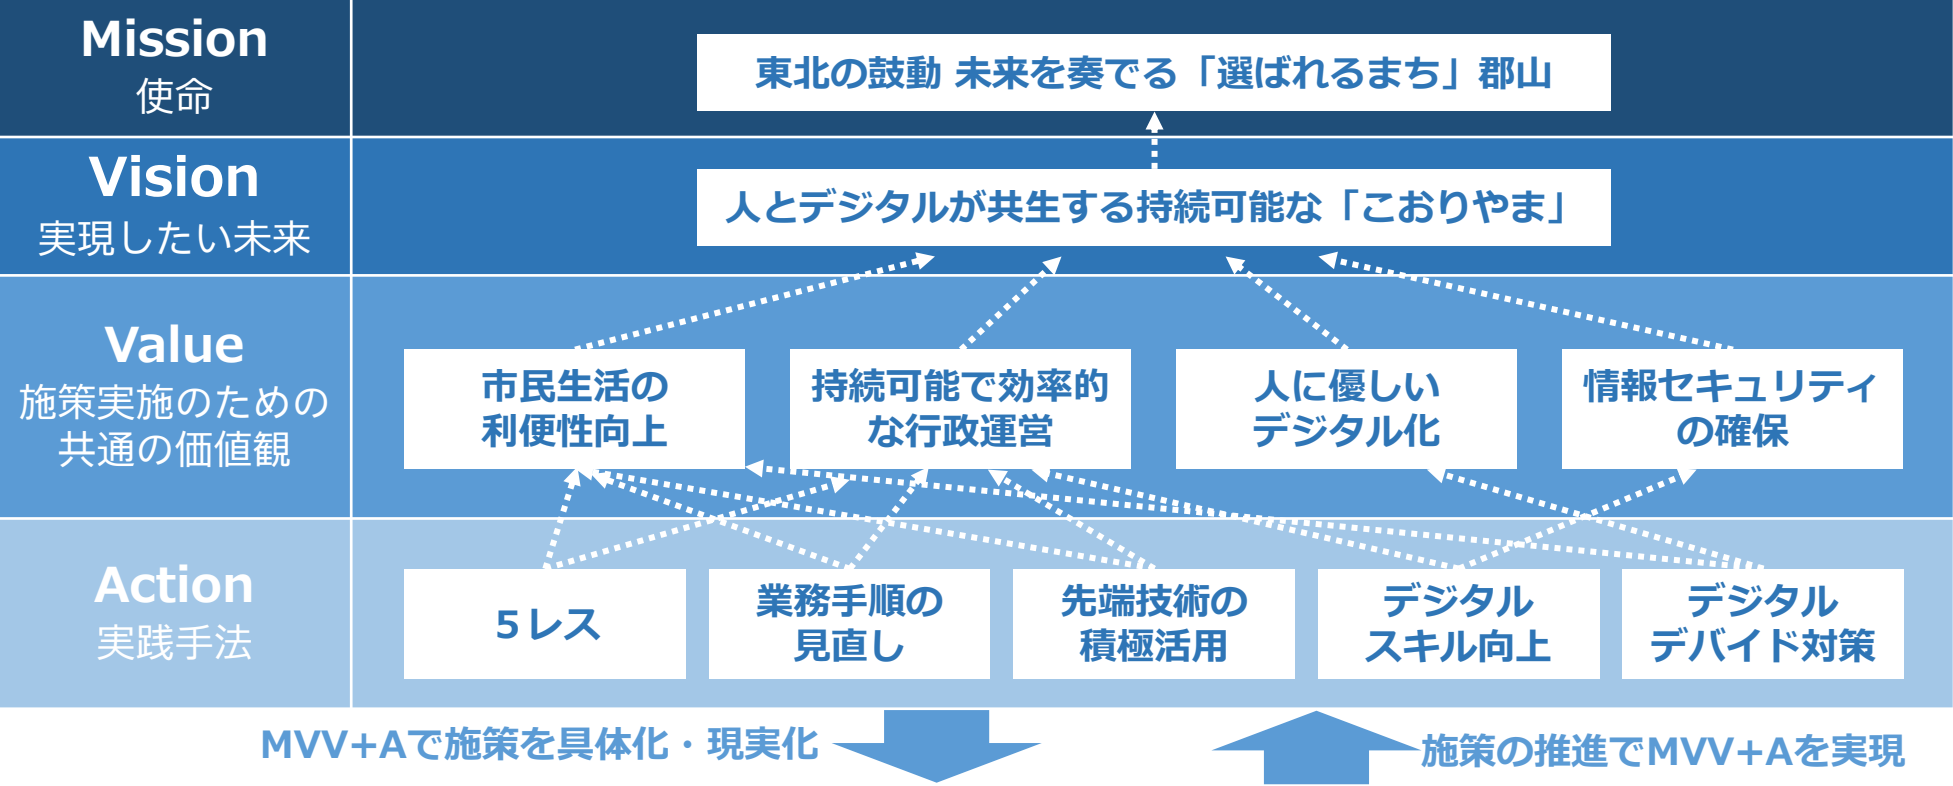 Mission
使命
東北の鼓動 未来を奏でる「選ばれるまち」郡山
Vision
実現したい未来
人とデジタルが共生する持続可能な「こおりやま」
Value
施策実施のための
共通の価値観
市民生活の
利便性向上
持続可能で効率的
な行政運営
人に優しい
デジタル化
情報セキュリティ
の確保
Action
実践手法
5レス
業務手順の
見直し
先端技術の
積極活用
デジタル
スキル向上
デジタル
デバイド対策
MVV+Aで施策を具体化・現実化
施策の推進でMVV+Aを実現